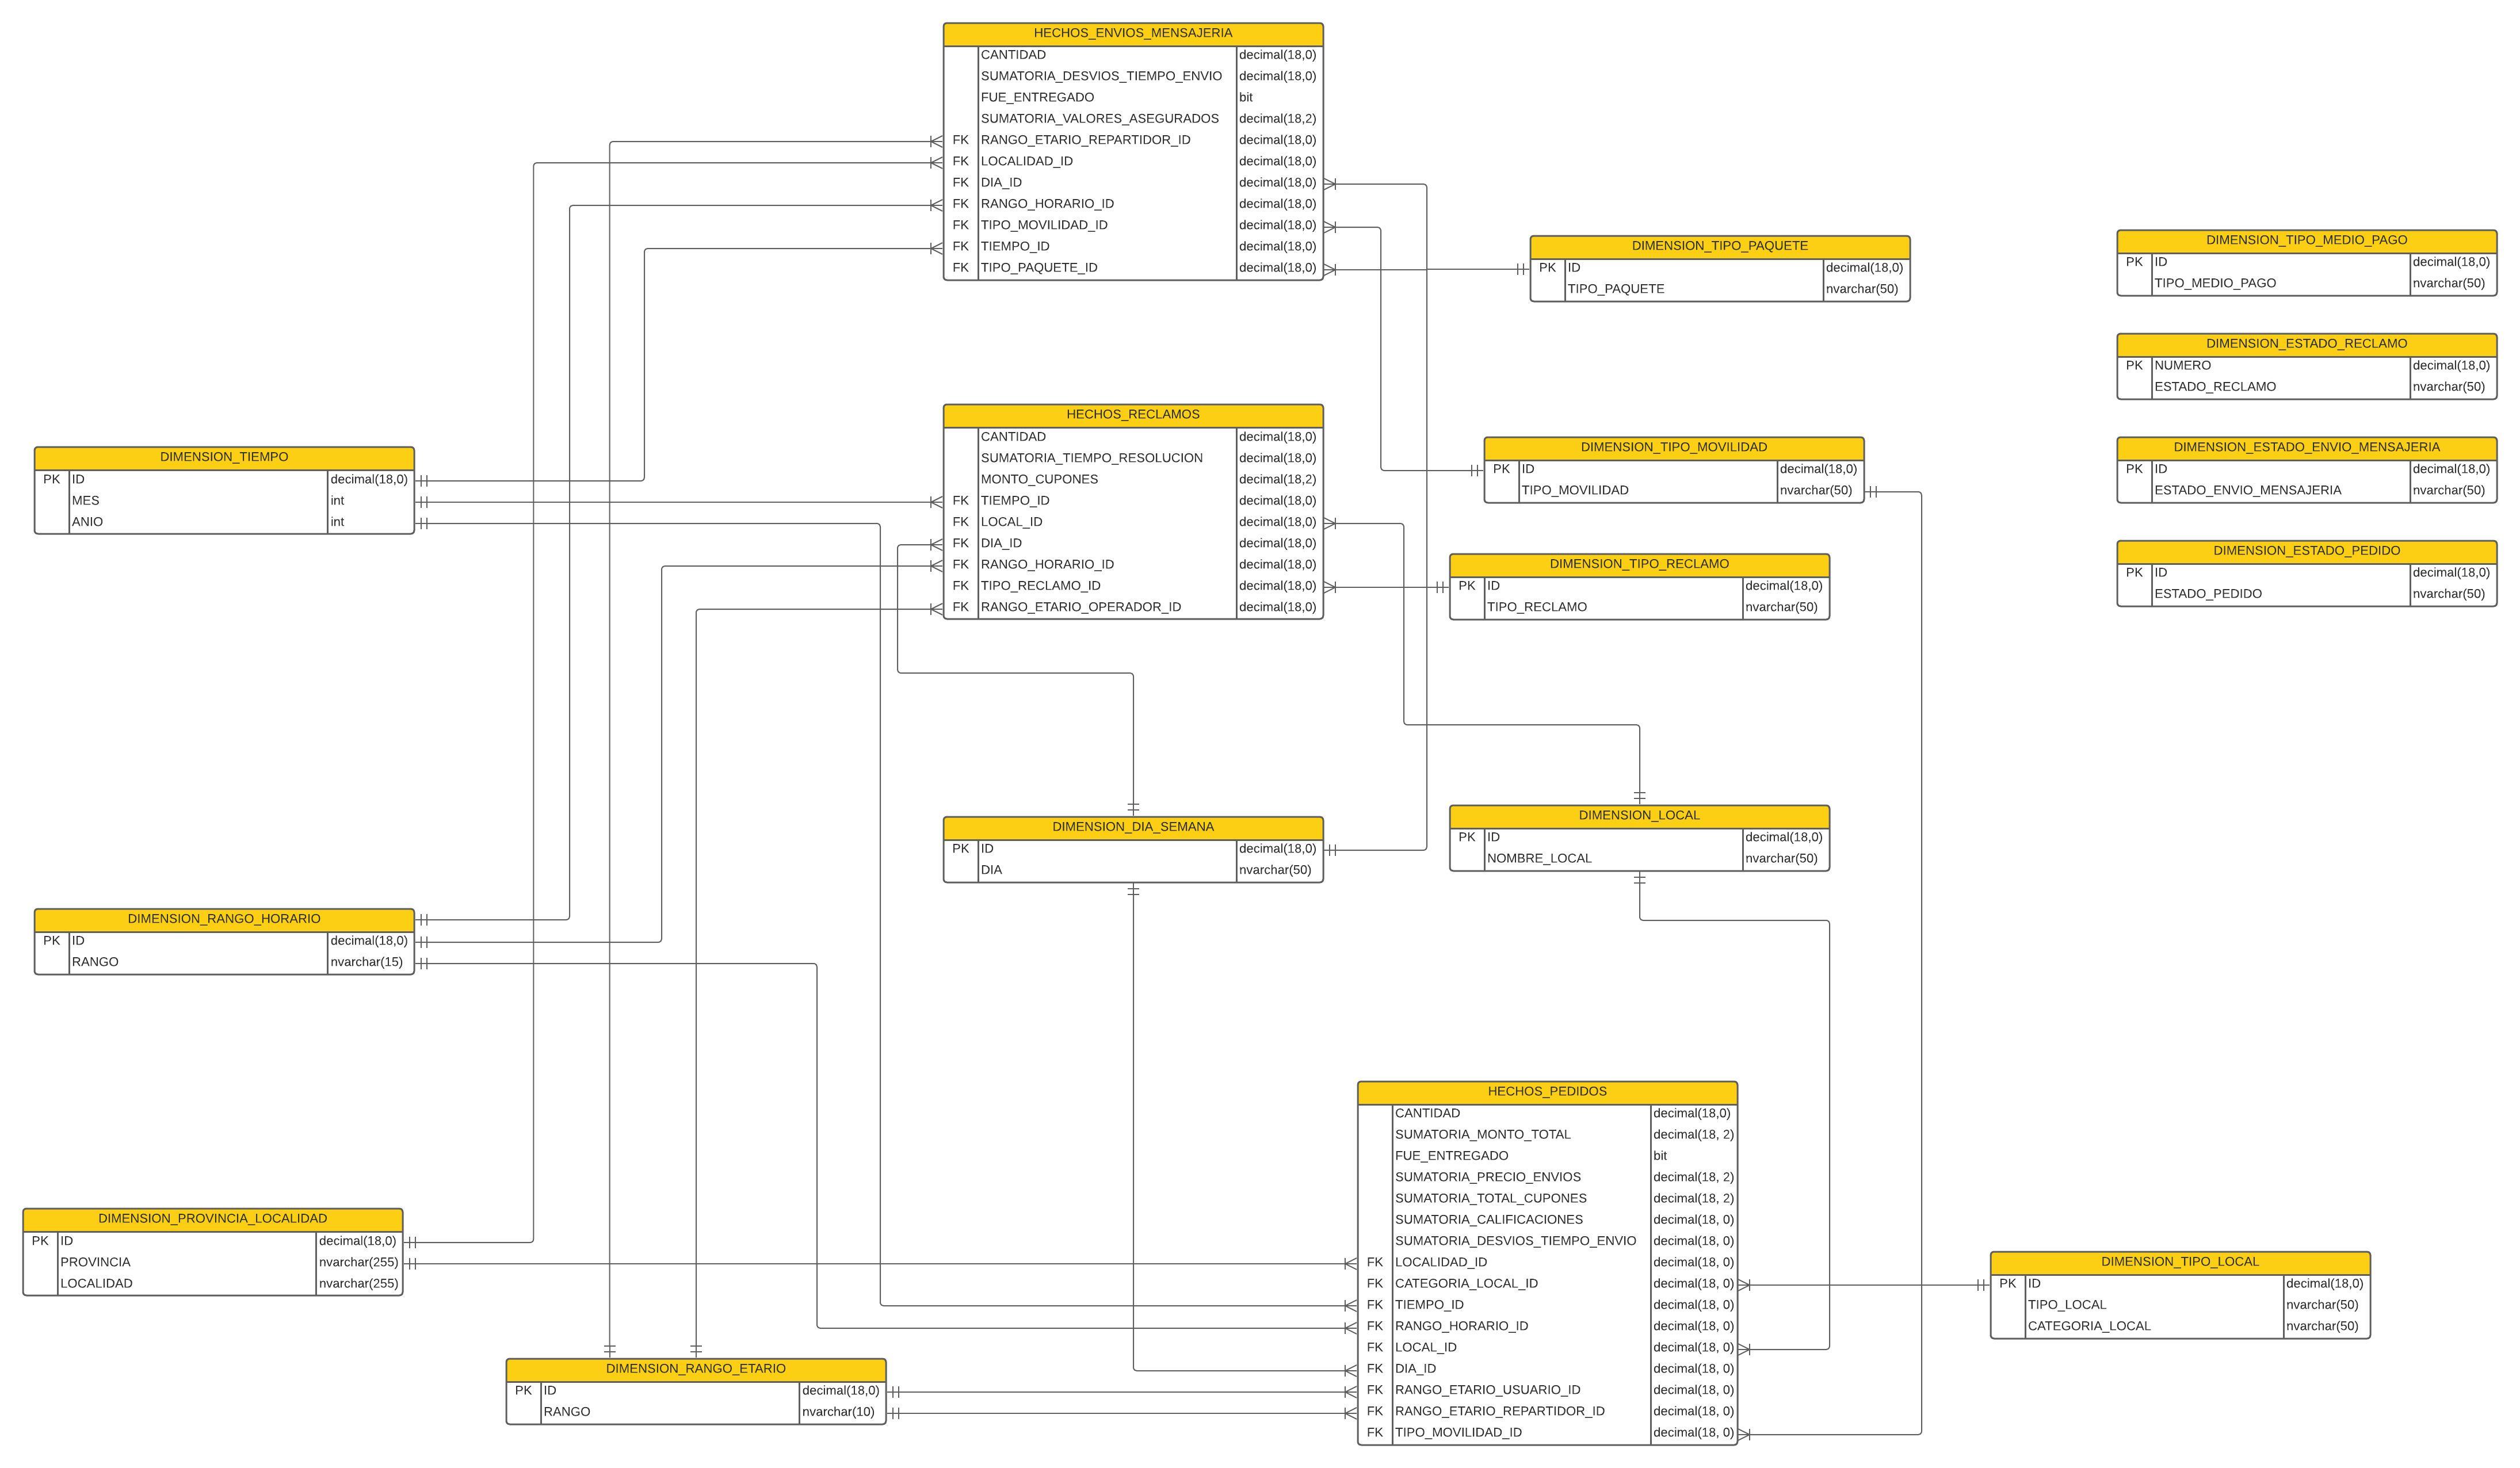 HECHOS_ENVIOS_MENSAJERIA
CANTIDAD decimal(18,0)
SUMATORIA_DESVIOS_TIEMPO_ENVIO decimal(18,0)
FUE_ENTREGADO bit
SUMATORIA_VALORES_ASEGURADOS decimal(18,2)
FK RANGO_ETARIO_REPARTIDOR_ID decimal(18,0)
FK LOCALIDAD_ID decimal(18,0)
FK DIA_ID decimal(18,0)
FK RANGO_HORARIO_ID decimal(18,0)
FK TIPO_MOVILIDAD_ID decimal(18,0)
FK TIEMPO_ID decimal(18,0)
FK TIPO_PAQUETE_ID decimal(18,0)
DIMENSION_TIPO_PAQUETE
PK ID decimal(18,0)
TIPO_PAQUETE nvarchar(50)
DIMENSION_TIPO_MEDIO_PAGO
PK ID decimal(18,0)
TIPO_MEDIO_PAGO nvarchar(50)
DIMENSION_ESTADO_RECLAMO
PK NUMERO decimal(18,0)
ESTADO_RECLAMO nvarchar(50)
DIMENSION_ESTADO_ENVIO_MENSAJERIA
PK ID decimal(18,0)
ESTADO_ENVIO_MENSAJERIA nvarchar(50)
DIMENSION_ESTADO_PEDIDO
PK ID decimal(18,0)
ESTADO_PEDIDO nvarchar(50)
DIMENSION_TIEMPO
PK ID decimal(18,0)
MES int
ANIO int
HECHOS_RECLAMOS
CANTIDAD decimal(18,0)
SUMATORIA_TIEMPO_RESOLUCION decimal(18,0)
MONTO_CUPONES decimal(18,2)
FK TIEMPO_ID decimal(18,0)
FK LOCAL_ID decimal(18,0)
FK DIA_ID decimal(18,0)
FK RANGO_HORARIO_ID decimal(18,0)
FK TIPO_RECLAMO_ID decimal(18,0)
FK RANGO_ETARIO_OPERADOR_ID decimal(18,0)
DIMENSION_TIPO_MOVILIDAD
PK ID decimal(18,0)
TIPO_MOVILIDAD nvarchar(50)
DIMENSION_TIPO_RECLAMO
PK ID decimal(18,0)
TIPO_RECLAMO nvarchar(50)
DIMENSION_DIA_SEMANA
PK ID decimal(18,0)
DIA nvarchar(50)
DIMENSION_LOCAL
PK ID decimal(18,0)
NOMBRE_LOCAL nvarchar(50)
DIMENSION_RANGO_HORARIO
PK ID decimal(18,0)
RANGO nvarchar(15)
HECHOS_PEDIDOS
CANTIDAD decimal(18,0)
SUMATORIA_MONTO_TOTAL decimal(18, 2)
FUE_ENTREGADO bit
SUMATORIA_PRECIO_ENVIOS decimal(18, 2)
SUMATORIA_TOTAL_CUPONES decimal(18, 2)
SUMATORIA_CALIFICACIONES decimal(18, 0)
SUMATORIA_DESVIOS_TIEMPO_ENVIO decimal(18, 0)
FK LOCALIDAD_ID decimal(18, 0)
FK CATEGORIA_LOCAL_ID decimal(18, 0)
FK TIEMPO_ID decimal(18, 0)
FK RANGO_HORARIO_ID decimal(18, 0)
FK LOCAL_ID decimal(18, 0)
FK DIA_ID decimal(18, 0)
FK RANGO_ETARIO_USUARIO_ID decimal(18, 0)
FK RANGO_ETARIO_REPARTIDOR_ID decimal(18, 0)
FK TIPO_MOVILIDAD_ID decimal(18, 0)
DIMENSION_PROVINCIA_LOCALIDAD
PK ID decimal(18,0)
PROVINCIA nvarchar(255)
LOCALIDAD nvarchar(255)
DIMENSION_TIPO_LOCAL
PK ID decimal(18,0)
TIPO_LOCAL nvarchar(50)
CATEGORIA_LOCAL nvarchar(50)
DIMENSION_RANGO_ETARIO
PK ID decimal(18,0)
RANGO nvarchar(10)